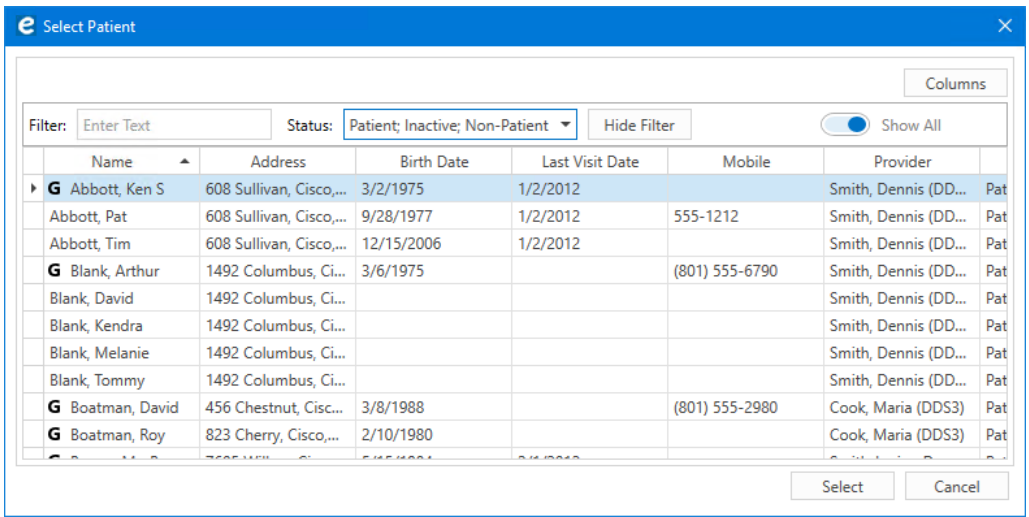 Select Patient
Columns
Filter: Enter Text Status: Patient; Inactive; Non-Patient Hide Filter Show All
Name Address Birth Date Last Visit Date Mobile Provider
G Abbott, Ken S 608 Sullivan, Cisco,... 3/2/1975 1/2/2012 Smith, Dennis (DD... Pat
Abbott, Pat 608 Sullivan, Cisco,... 9/28/1977 1/2/2012 555-1212 Smith, Dennis (DD... Pat
Abbott, Tim 608 Sullivan, Cisco,... 12/15/2006 1/2/2012 Smith, Dennis (DD... Pat
G Blank, Arthur 1492 Columbus, Ci... 3/6/1975 (801) 555-6790 Smith, Dennis (DD... Pat
Blank, David 1492 Columbus, Ci... Smith, Dennis (DD... Pat
Blank, Kendra 1492 Columbus, Ci... Smith, Dennis (DD... Pat
Blank, Melanie 1492 Columbus, Ci... Smith, Dennis (DD... Pat
Blank, Tommy 1492 Columbus, Ci... Smith, Dennis (DD... Pat
G Boatman, David 456 Chestnut, Cisc... 3/8/1988 (801) 555-2980 Cook, Maria (DDS3) Pat
G Boatman, Roy 823 Cherry, Cisco,... 2/10/1980 Cook, Maria (DDS3) Pat
Select Cancel